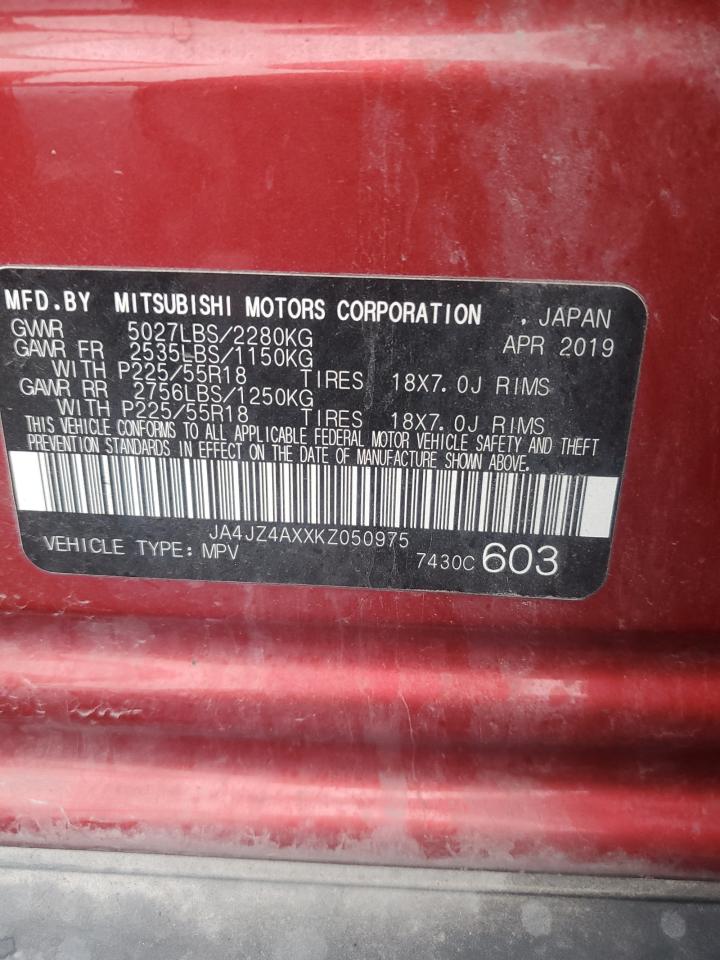 MFD.BY MITSUBISHI MOTORS CORPORATION , JAPAN
GVWR 5027LBS/2280KG APR 2019
GAWR FR 2535LBS/1150KG
WITH P225/55R18 TIRES 18X7.0J RIMS
GAWR RR 2756LBS/1250KG
WITH P225/55R18 TIRES 18X7.0J RIMS
THIS VEHICLE CONFORMS TO ALL APPLICABLE FEDERAL MOTOR VEHICLE SAFETY AND THEFT
PREVENTION STANDARDS IN EFFECT ON THE DATE OF MANUFACTURE SHOWN ABOVE.
JA4JZ4AXXKZ050975
VEHICLE TYPE: MPV 7430C 603